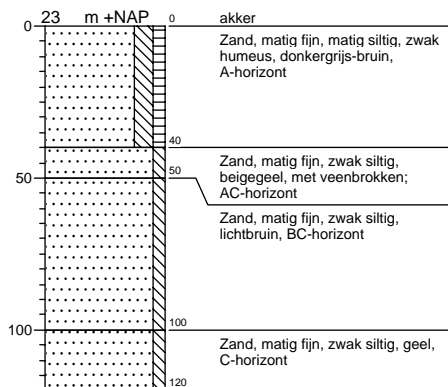 23 m +NAP 0 akker
0
Zand, matig fijn, matig siltig, zwak
humeus, donkergrijs-bruin,
A-horizont
40
Zand, matig fijn, zwak siltig,
beigegeel, met veenbrokken;
AC-horizont
50 50
Zand, matig fijn, zwak siltig,
lichtbruin, BC-horizont
100 100
Zand, matig fijn, zwak siltig, geel,
C-horizont
120